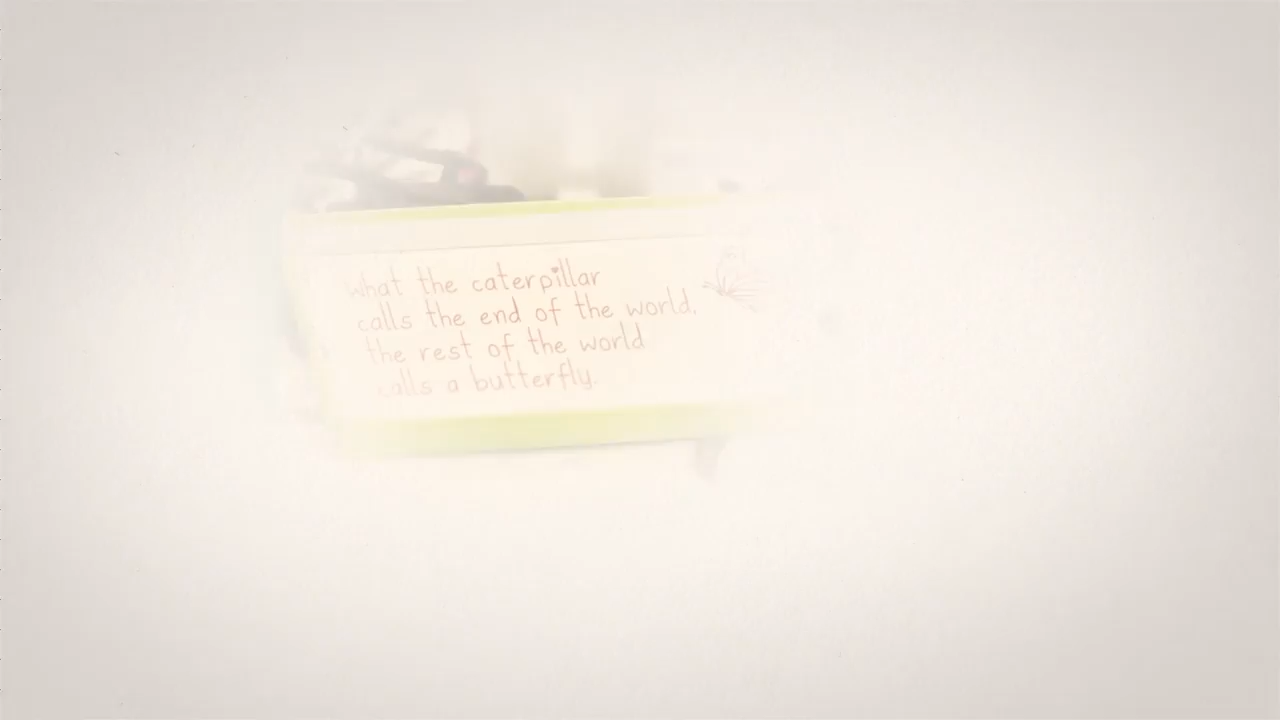 what the caterpillar
calls the end of the world,
the rest of the world
calls a butterfly.